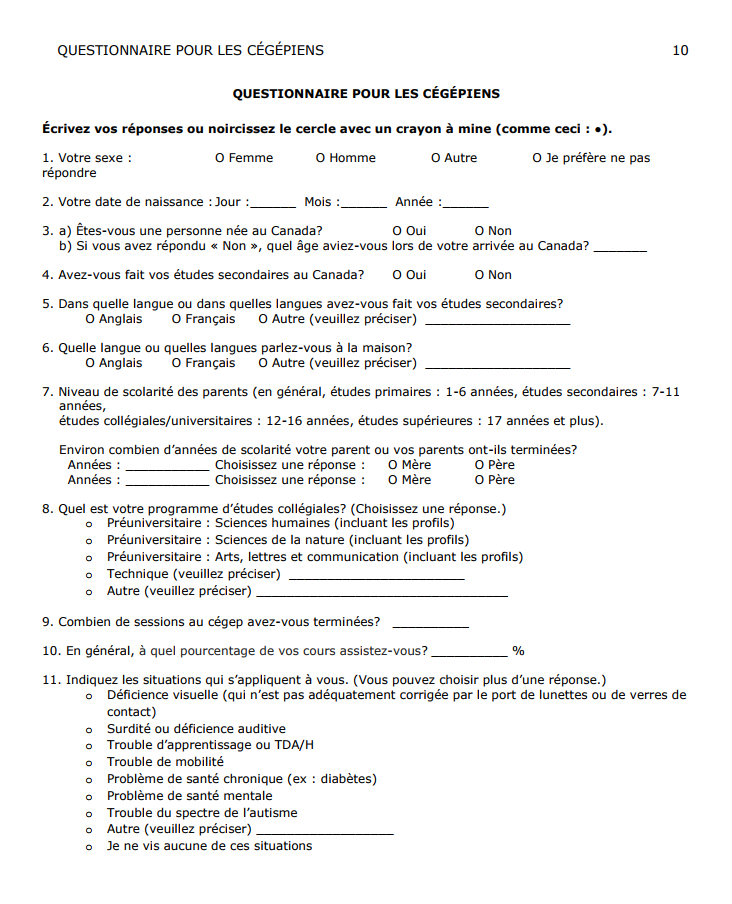 QUESTIONNAIRE POUR LES CÉGÉPIENS 10
QUESTIONNAIRE POUR LES CÉGÉPIENS
Écrivez vos réponses ou noircissez le cercle avec un crayon à mine (comme ceci : ●).
1. Votre sexe : O Femme O Homme O Autre O Je préfère ne pas
répondre
2. Votre date de naissance : Jour :______ Mois :______ Année :______
3. a) Êtes-vous une personne née au Canada? O Oui O Non
b) Si vous avez répondu « Non », quel âge aviez-vous lors de votre arrivée au Canada? _______
4. Avez-vous fait vos études secondaires au Canada? O Oui O Non
5. Dans quelle langue ou dans quelles langues avez-vous fait vos études secondaires?
O Anglais O Français O Autre (veuillez préciser) ___________________
6. Quelle langue ou quelles langues parlez-vous à la maison?
O Anglais O Français O Autre (veuillez préciser) ___________________
7. Niveau de scolarité des parents (en général, études primaires : 1-6 années, études secondaires : 7-11
années,
études collégiales/universitaires : 12-16 années, études supérieures : 17 années et plus).
Environ combien d'années de scolarité votre parent ou vos parents ont-ils terminées?
Années : ___________ Choisissez une réponse : O Mère O Père
Années : ___________ Choisissez une réponse : O Mère O Père
8. Quel est votre programme d'études collégiales? (Choisissez une réponse.)
o Préuniversitaire : Sciences humaines (incluant les profils)
o Préuniversitaire : Sciences de la nature (incluant les profils)
o Préuniversitaire : Arts, lettres et communication (incluant les profils)
o Technique (veuillez préciser) _______________________
o Autre (veuillez préciser) _________________________________
9. Combien de sessions au cégep avez-vous terminées? __________
10. En général, à quel pourcentage de vos cours assistez-vous? __________ %
11. Indiquez les situations qui s'appliquent à vous. (Vous pouvez choisir plus d'une réponse.)
o Déficience visuelle (qui n'est pas adéquatement corrigée par le port de lunettes ou de verres de
contact)
o Surdité ou déficience auditive
o Trouble d'apprentissage ou TDA/H
o Trouble de mobilité
o Problème de santé chronique (ex : diabètes)
o Problème de santé mentale
o Trouble du spectre de l'autisme
o Autre (veuillez préciser) __________________
o Je ne vis aucune de ces situations